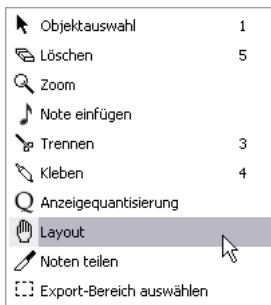 Objektauswahl 1
Löschen 5
Zoom
Note einfügen
Trennen 3
Kleben 4
Q Anzeigequantisierung
Layout
Noten teilen
Export-Bereich auswählen